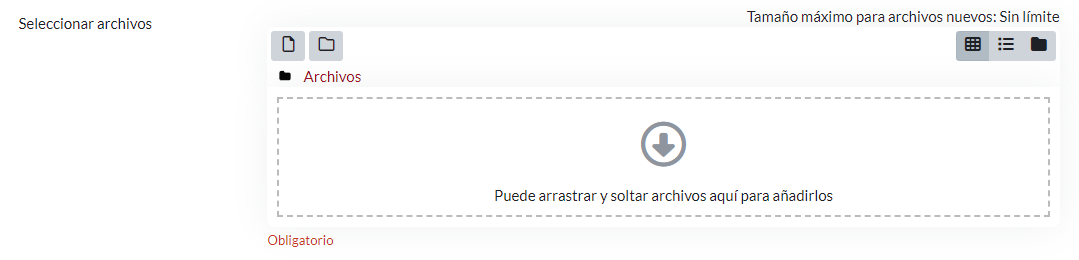 Seleccionar archivos
Tamaño máximo para archivos nuevos: Sin límite
Archivos
Puede arrastrar y soltar archivos aquí para añadirlos
Obligatorio